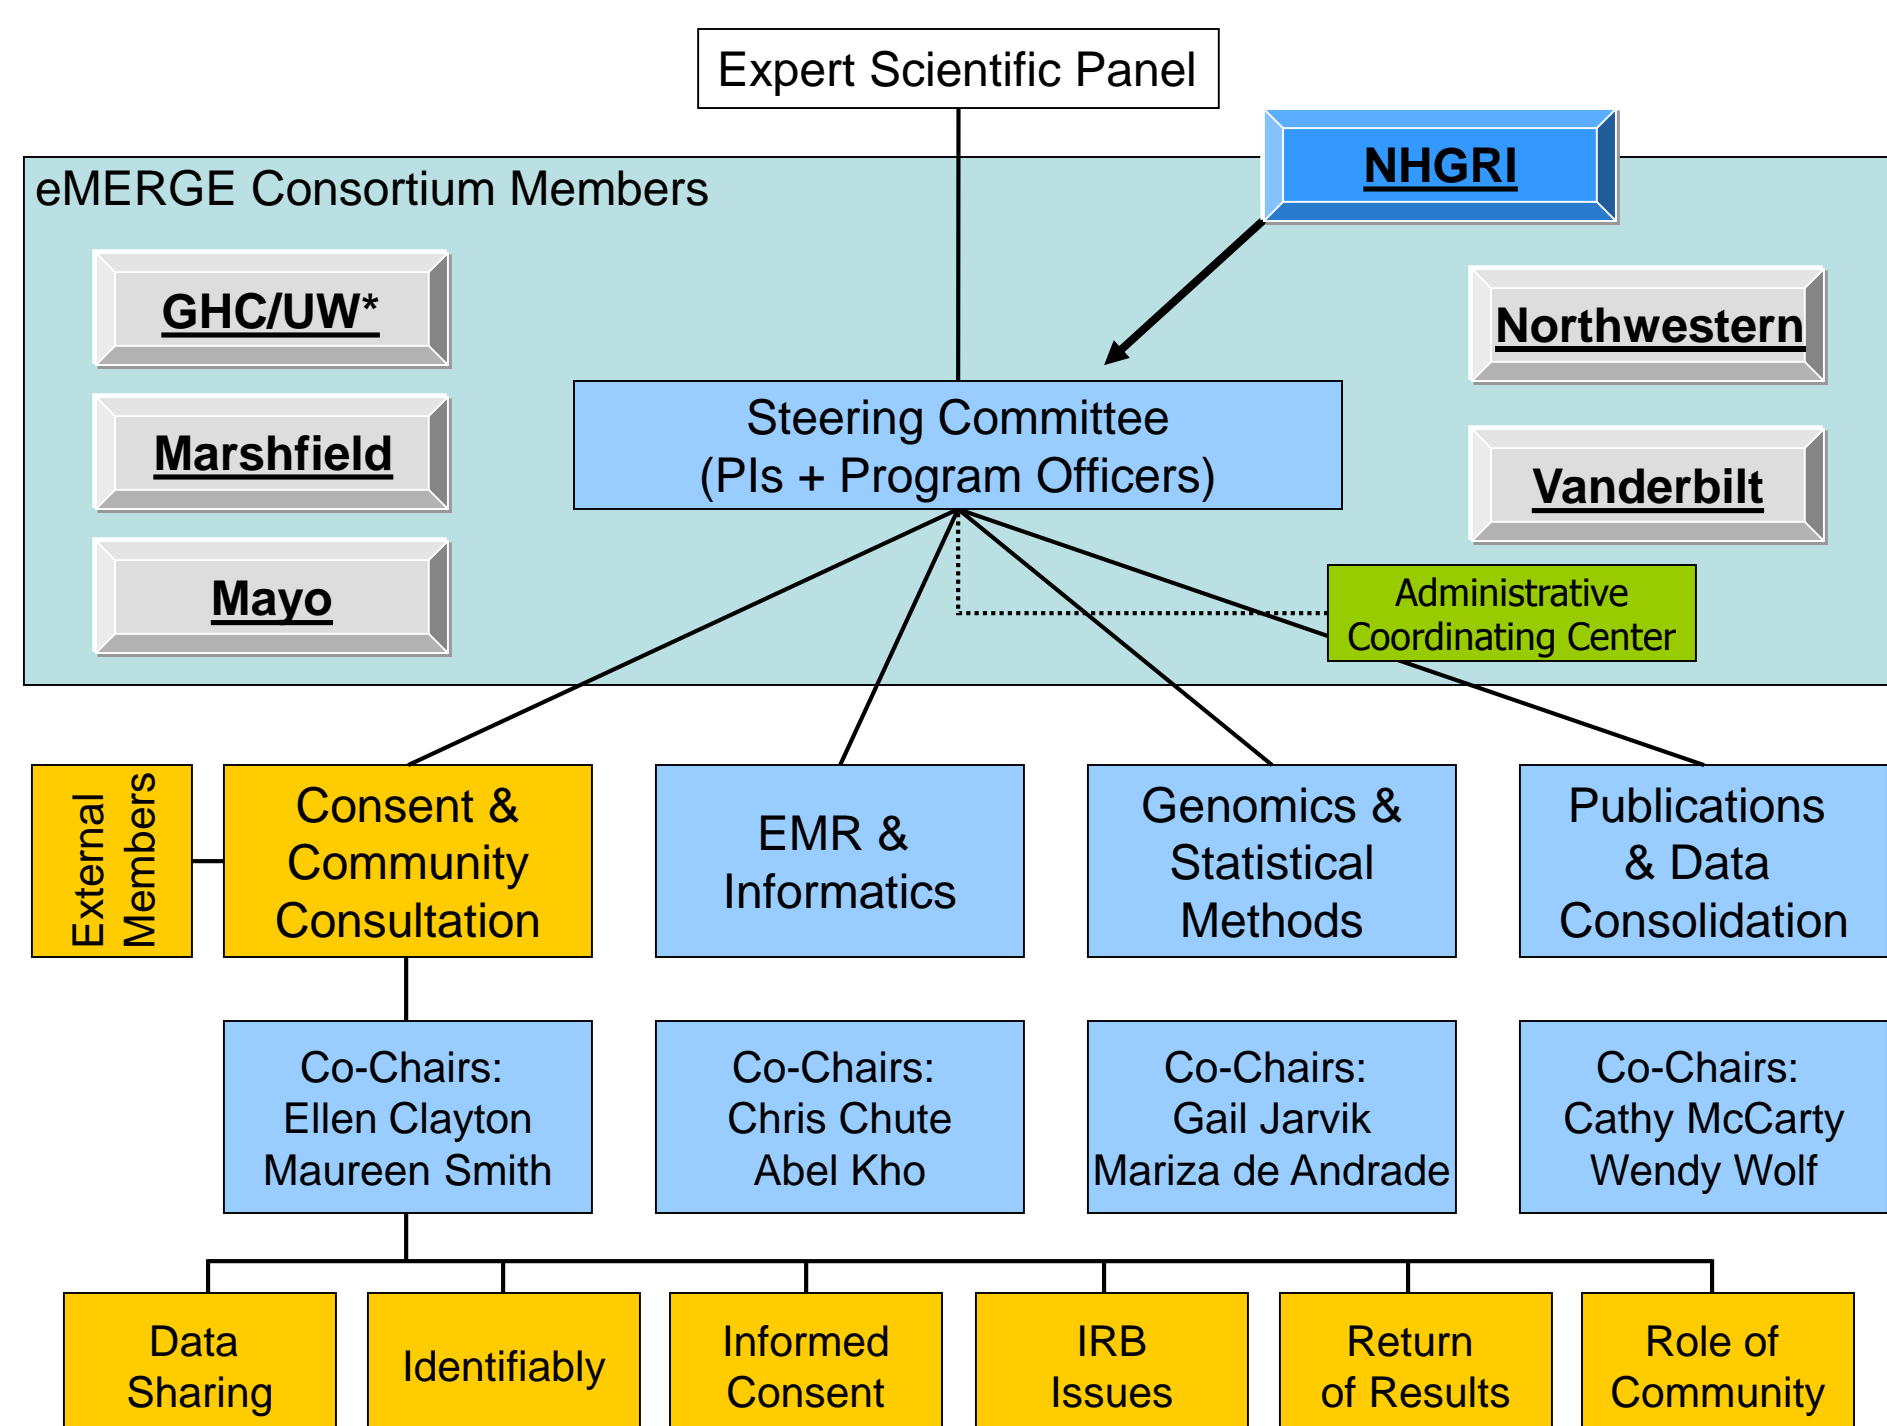 Expert Scientific Panel
NHGRI
eMERGE Consortium Members
GHC/UW*
Marshfield
Mayo
Northwestern
Vanderbilt
Steering Committee
(PIs + Program Officers)
Administrative
Coordinating Center
External
Members
Consent &
Community
Consultation
EMR &
Informatics
Genomics &
Statistical
Methods
Publications
& Data
Consolidation
Co-Chairs:
Ellen Clayton
Maureen Smith
Co-Chairs:
Chris Chute
Abel Kho
Co-Chairs:
Gail Jarvik
Mariza de Andrade
Co-Chairs:
Cathy McCarty
Wendy Wolf
Data
Sharing
Identifiably
Informed
Consent
IRB
Issues
Return
of Results
Role of
Community